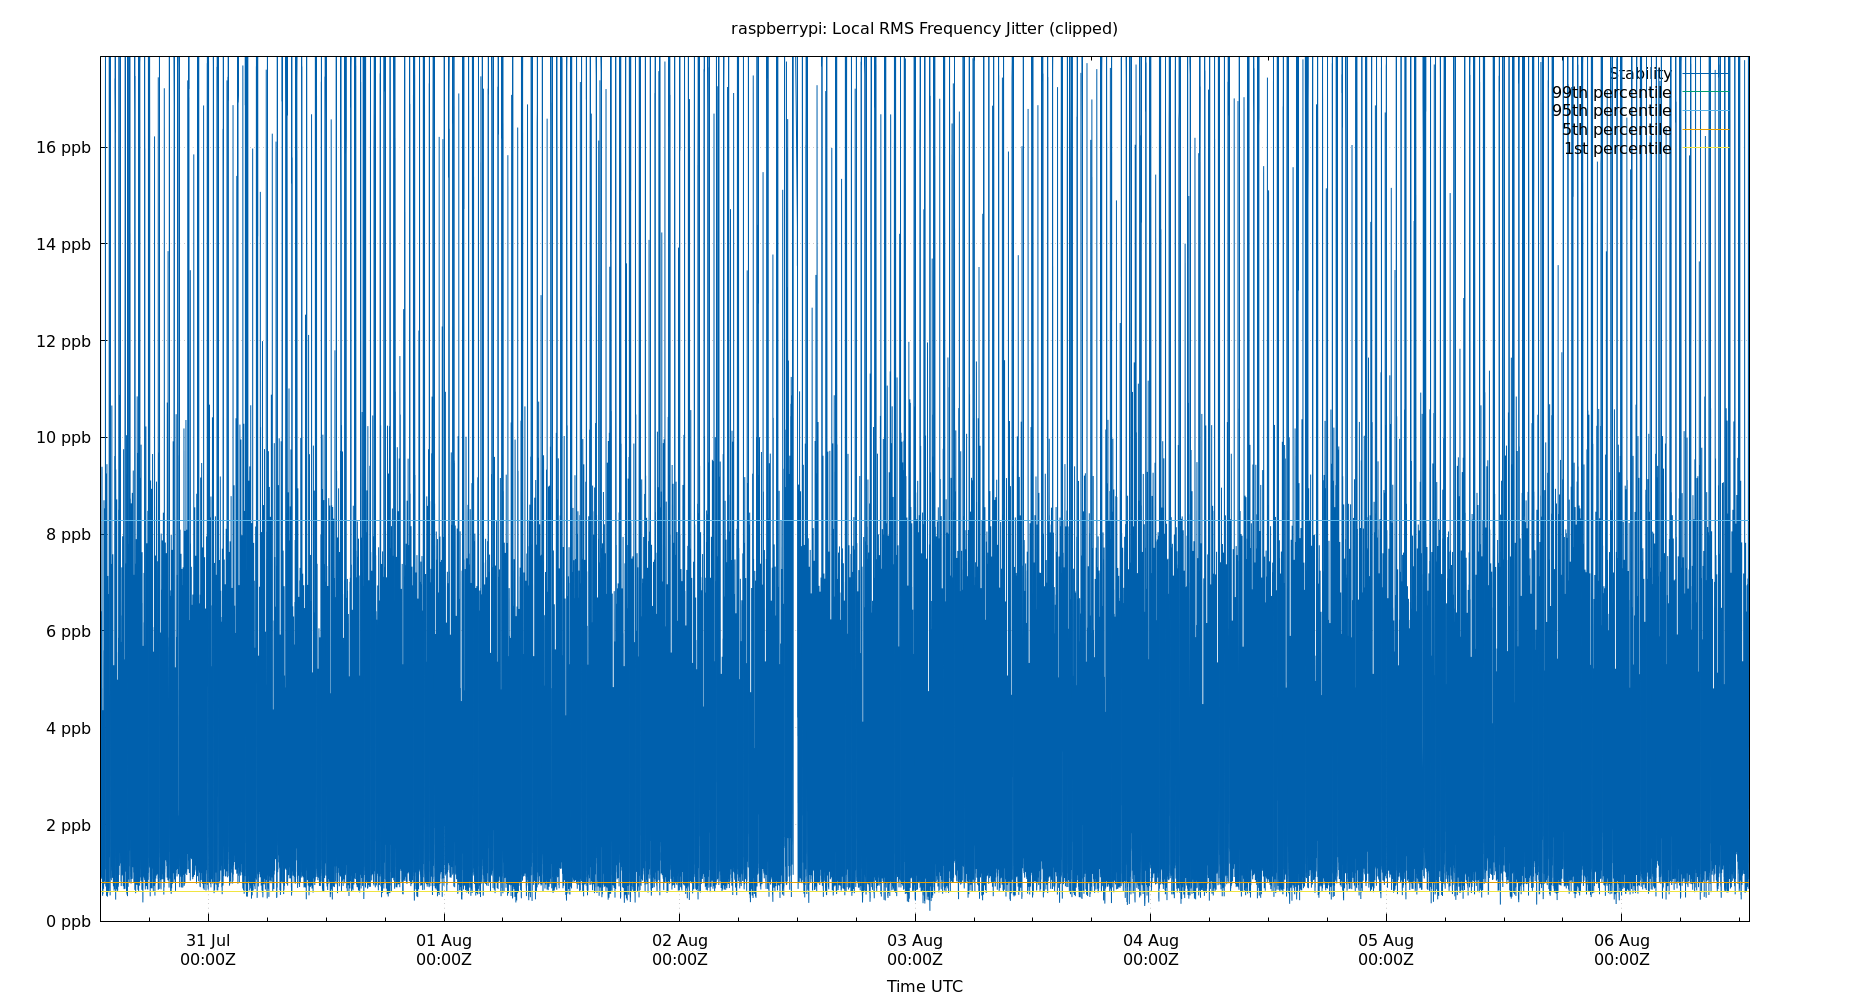 raspberrypi: Local RMS Frequency Jitter (clipped)
Stability
99th percentile
95th percentile
5th percentile
1st percentile
16 ppb
14 ppb
12 ppb
10 ppb
8 ppb
6 ppb
4 ppb
2 ppb
0 ppb
31 Jul 01 Aug 02 Aug 03 Aug 04 Aug 05 Aug 06 Aug
00:00Z 00:00Z 00:00Z 00:00Z 00:00Z 00:00Z 00:00Z
Time UTC